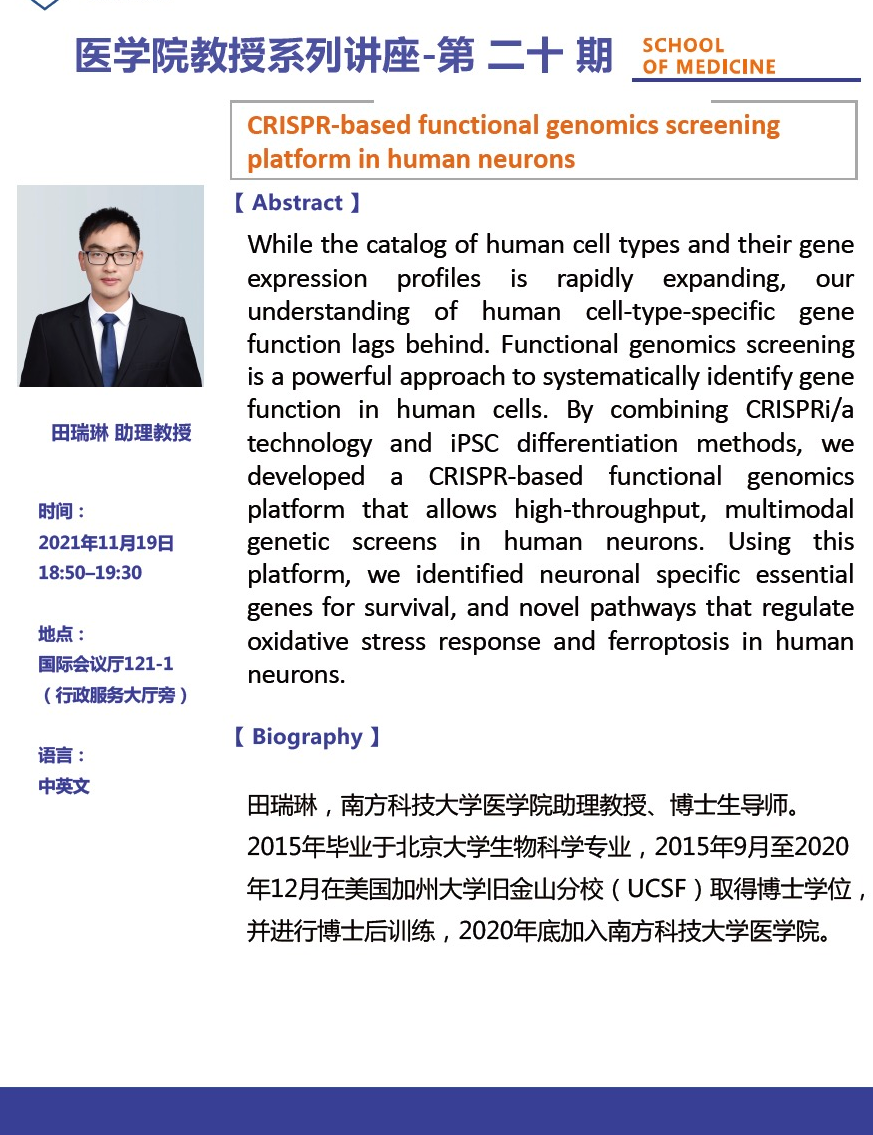 医学院教授系列讲座-第 二十 期
SCHOOL
OF MEDICINE
CRISPR-based functional genomics screening
platform in human neurons
【 Abstract 】
While the catalog of human cell types and their gene
expression profiles is rapidly expanding, our
understanding of human cell-type-specific gene
function lags behind. Functional genomics screening
is a powerful approach to systematically identify gene
function in human cells. By combining CRISPRi/a
technology and iPSC differentiation methods, we
developed a CRISPR-based functional genomics
platform that allows high-throughput, multimodal
genetic screens in human neurons. Using this
platform, we identified neuronal specific essential
genes for survival, and novel pathways that regulate
oxidative stress response and ferroptosis in human
neurons.
田瑞琳 助理教授
时间：
2021年11月19日
18:50–19:30
地点：
国际会议厅121-1
（行政服务大厅旁）
语言：
中英文
【 Biography 】
田瑞琳，南方科技大学医学院助理教授、博士生导师。
2015年毕业于北京大学生物科学专业，2015年9月至2020
年12月在美国加州大学旧金山分校（UCSF）取得博士学位，
并进行博士后训练，2020年底加入南方科技大学医学院。